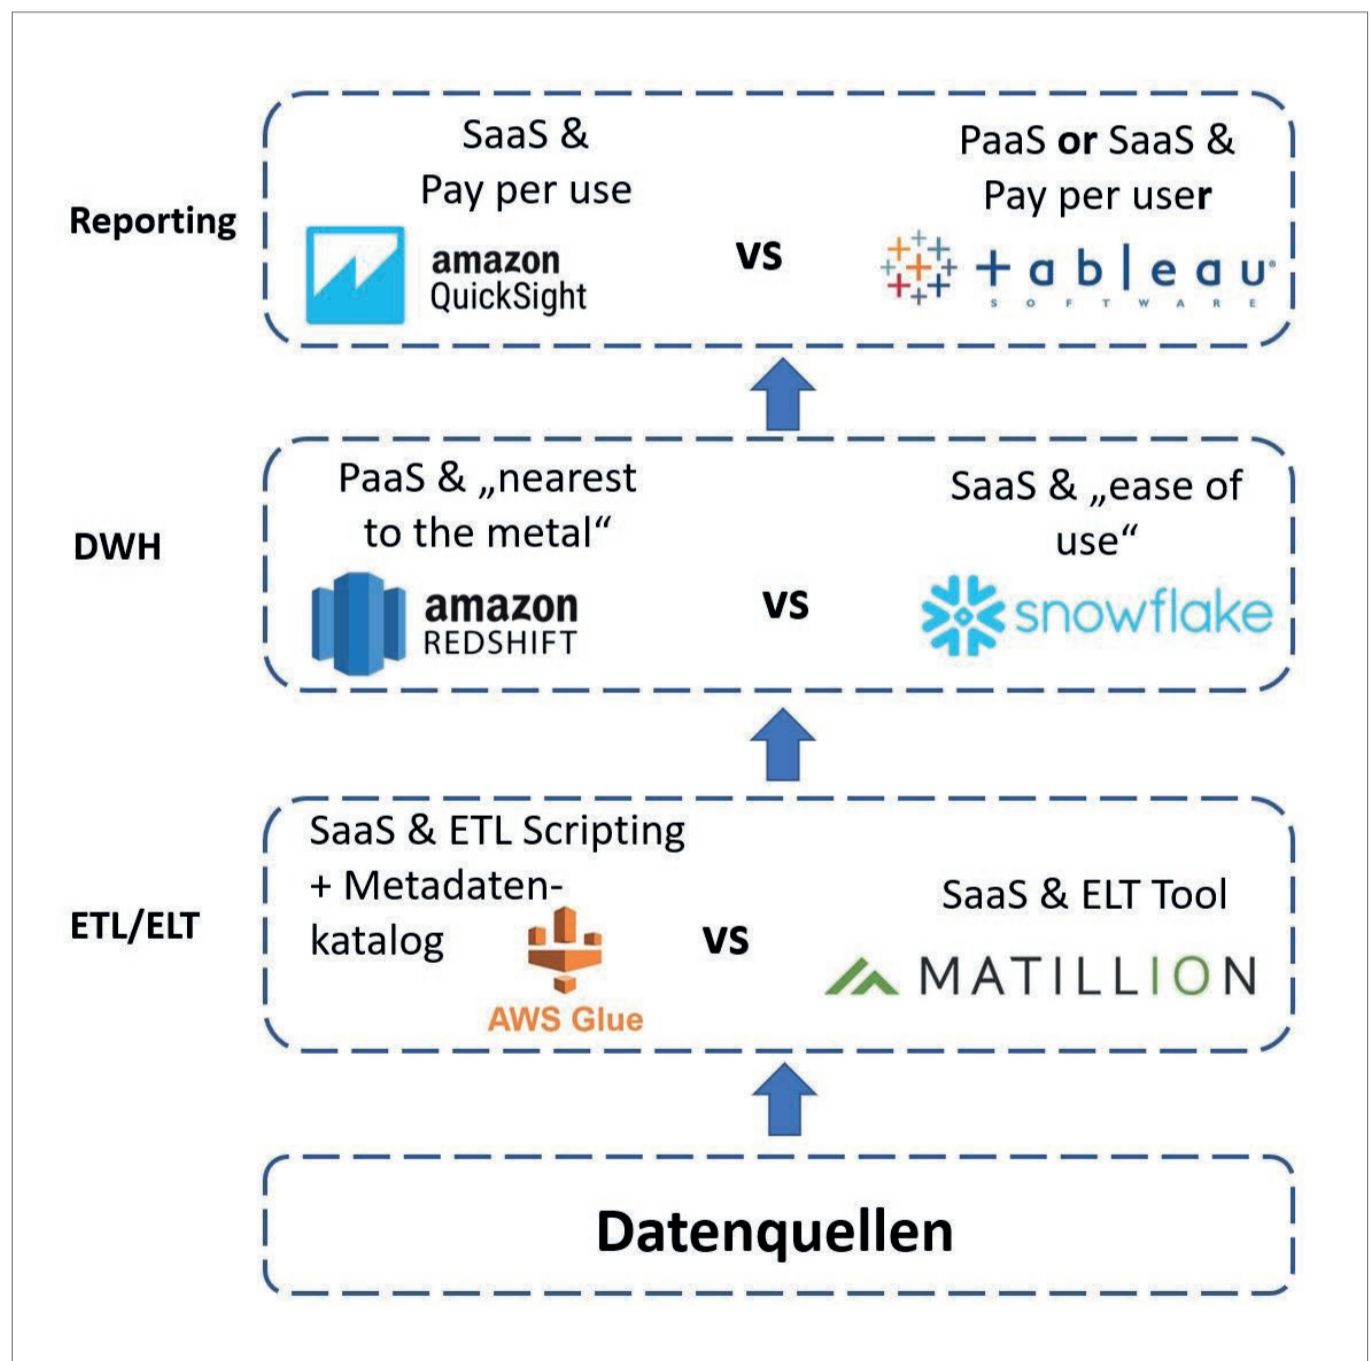 Reporting
SaaS &
Pay per use
amazon
QuickSight
vs
PaaS or SaaS &
Pay per user
+ableau®
SOFTWARE
DWH
PaaS & „nearest
to the metal“
amazon
REDSHIFT
vs
SaaS & „ease of
use“
snowflake
ETL/ELT
SaaS & ETL Scripting
+ Metadaten-
katalog
AWS Glue
vs
SaaS & ELT Tool
MATILLION
Datenquellen